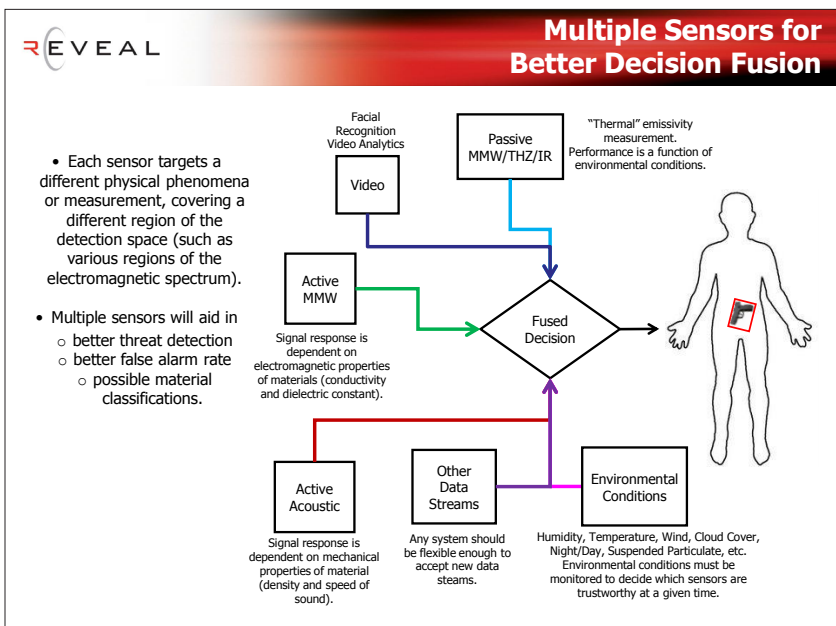 REVEAL
Multiple Sensors for
Better Decision Fusion
• Each sensor targets a
different physical phenomena
or measurement, covering a
different region of the
detection space (such as
various regions of the
electromagnetic spectrum).
• Multiple sensors will aid in
o better threat detection
o better false alarm rate
o possible material
classifications.
Facial
Recognition
Video Analytics
Video
Passive
MMW/THZ/IR
“Thermal” emissivity
measurement.
Performance is a function of
environmental conditions.
Active
MMW
Signal response is
dependent on
electromagnetic properties
of materials (conductivity
and dielectric constant).
Fused
Decision
Active
Acoustic
Signal response is
dependent on mechanical
properties of material
(density and speed of
sound).
Other
Data
Streams
Any system should
be flexible enough to
accept new data
steams.
Environmental
Conditions
Humidity, Temperature, Wind, Cloud Cover,
Night/Day, Suspended Particulate, etc.
Environmental conditions must be
monitored to decide which sensors are
trustworthy at a given time.